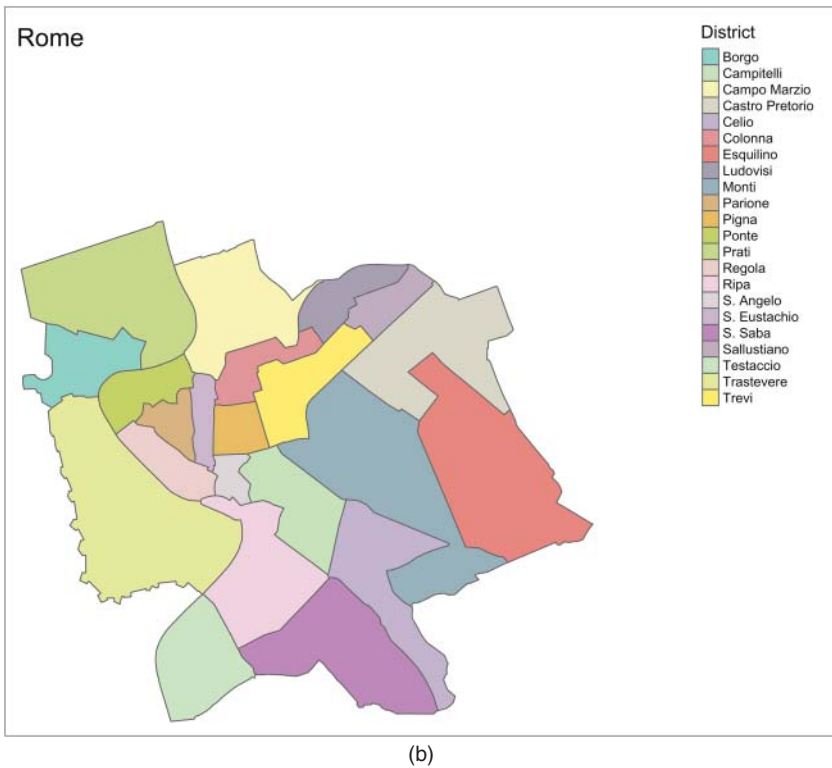 Rome
District
Borgo
Campitelli
Campo Marzio
Castro Pretorio
Celio
Colonna
Esquilino
Ludovisi
Monti
Parione
Pigna
Ponte
Prati
Regola
Ripa
S. Angelo
S. Eustachio
S. Saba
Sallustiano
Testaccio
Trastevere
Trevi
(b)